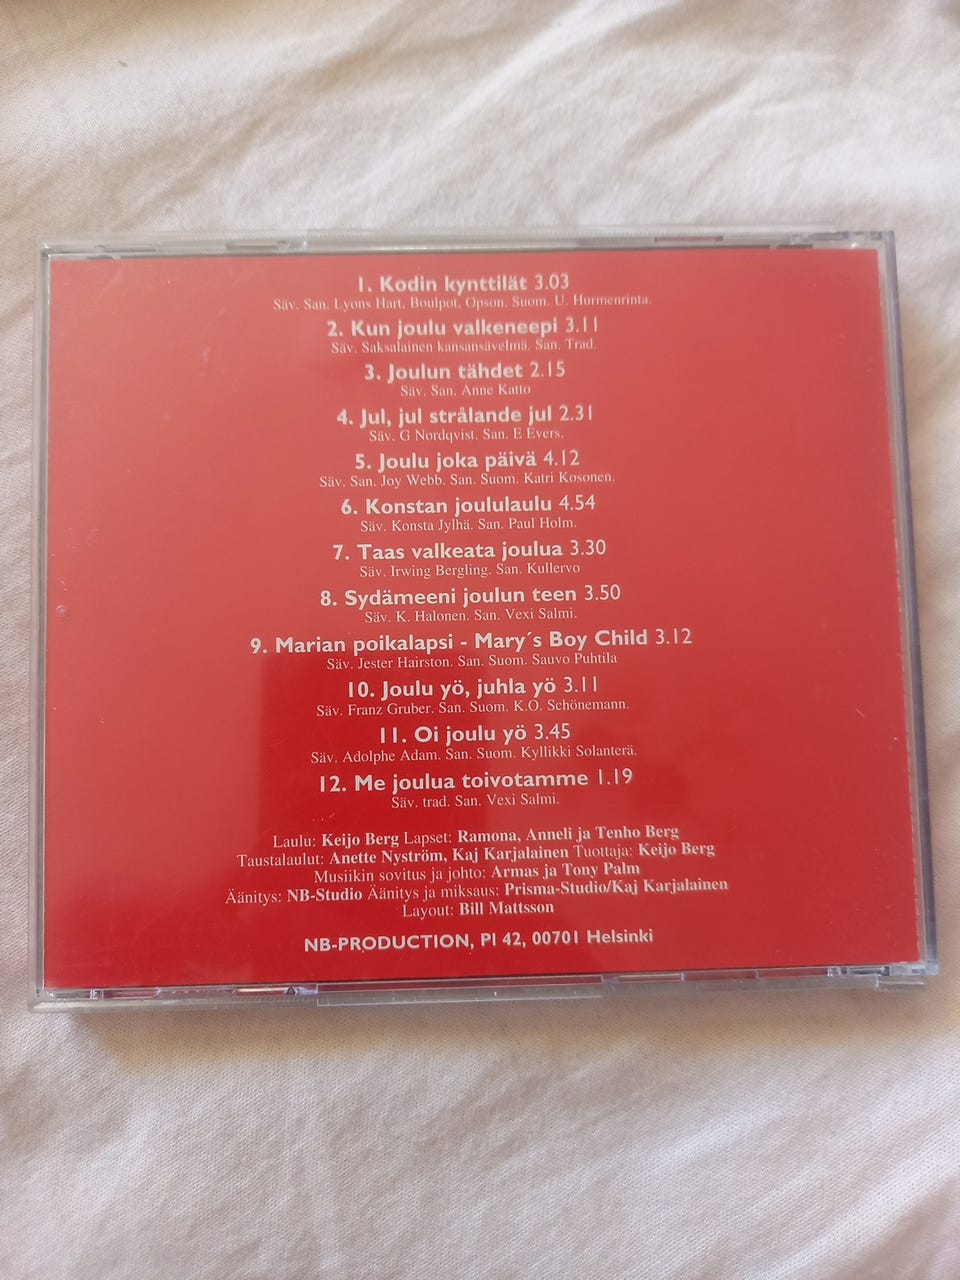 1. Kodin kynttilät 3.03
Säv. San. Lyons Hart, Boulpot, Opson. Suom. U. Hurmenrinta.
2. Kun joulu valkeneepi 3.11
Säv. Saksalainen kansansävelmä. San. Trad.
3. Joulun tähdet 2.15
Säv. San. Anne Katto
4. Jul, jul strålande jul 2.31
Säv. G Nordqvist. San. E Evers.
5. Joulu joka päivä 4.12
Säv. San. Joy Webb. San. Suom. Katri Kosonen.
6. Konstan joululaulu 4.54
Säv. Konsta Jylhä. San. Paul Holm.
7. Taas valkeata joulua 3.30
Säv. Irwing Bergling. San. Kullervo
8. Sydämeeni joulun teen 3.50
Säv. K. Halonen. San. Vexi Salmi.
9. Marian poikalapsi - Mary´s Boy Child 3.12
Säv. Jester Hairston. San. Suom. Sauvo Puhtila
10. Joulu yö, juhla yö 3.11
Säv. Franz Gruber. San. Suom. K.O. Schönemann.
11. Oi joulu yö 3.45
Säv. Adolphe Adam. San. Suom. Kyllikki Solanterä.
12. Me joulua toivotamme 1.19
Säv. trad. San. Vexi Salmi.
Laulu: Keijo Berg Lapset: Ramona, Anneli ja Tenho Berg
Taustalaulut: Anette Nyström, Kaj Karjalainen Tuottaja: Keijo Berg
Musiikin sovitus ja johto: Armas ja Tony Palm
Äänitys: NB-Studio Äänitys ja miksaus: Prisma-Studio/Kaj Karjalainen
Layout: Bill Mattsson
NB-PRODUCTION, Pl 42, 00701 Helsinki